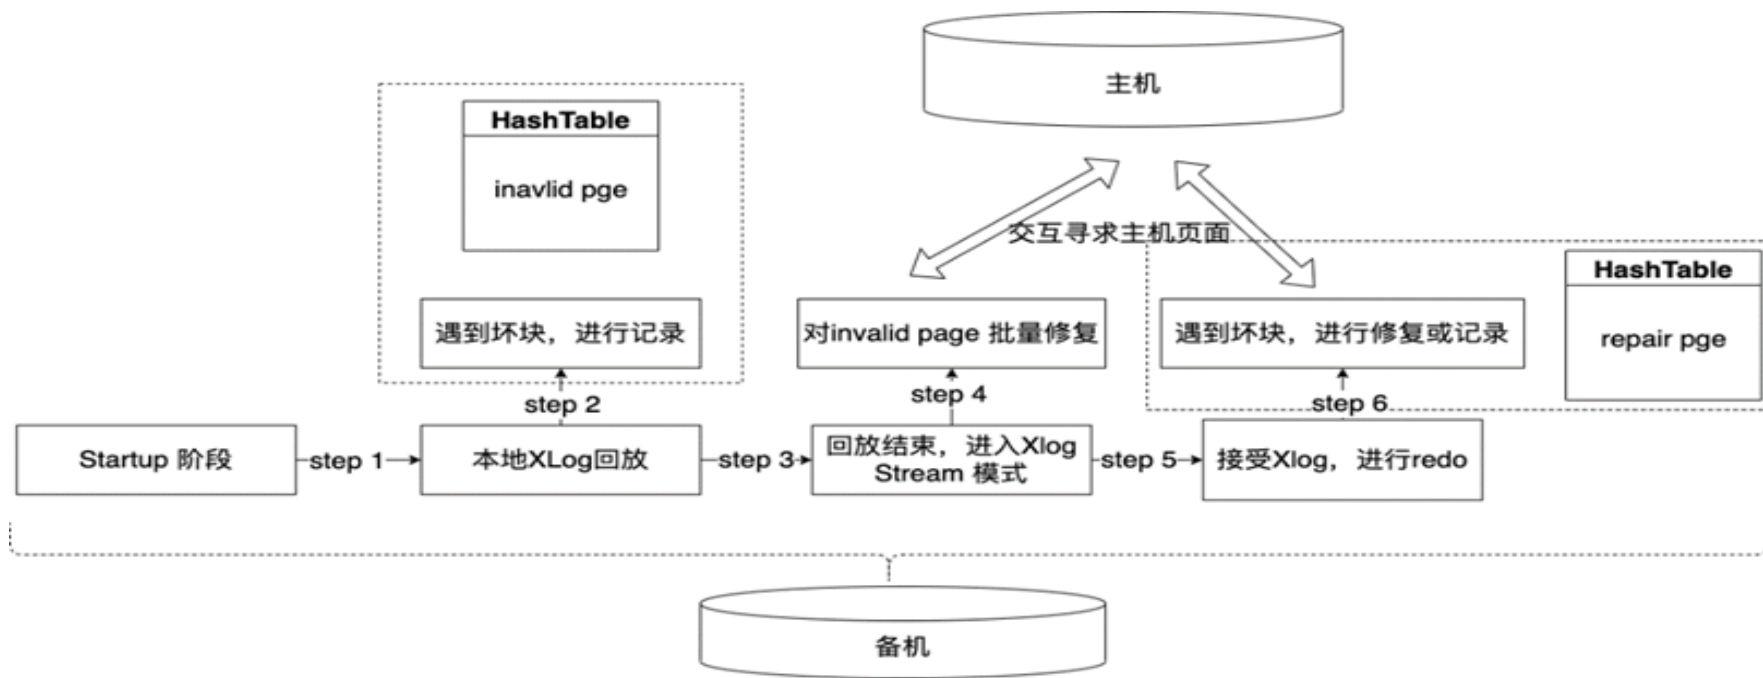 主机
HashTable
inavlid pge
交互寻求主机页面
HashTable
repair pge
遇到坏块，进行记录
对invalid page 批量修复
遇到坏块，进行修复或记录
step 2
step 4
step 6
Startup 阶段
step 1
本地XLog回放
step 3
回放结束，进入Xlog
Stream 模式
step 5
接受Xlog，进行redo
备机